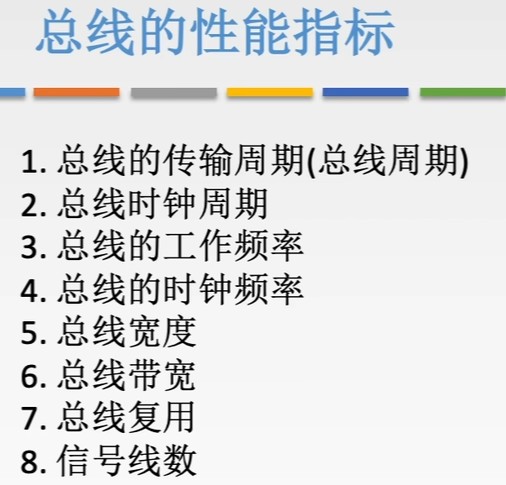 总线的性能指标
1. 总线的传输周期(总线周期)
2. 总线时钟周期
3. 总线的工作频率
4. 总线的时钟频率
5. 总线宽度
6. 总线带宽
7. 总线复用
8. 信号线数